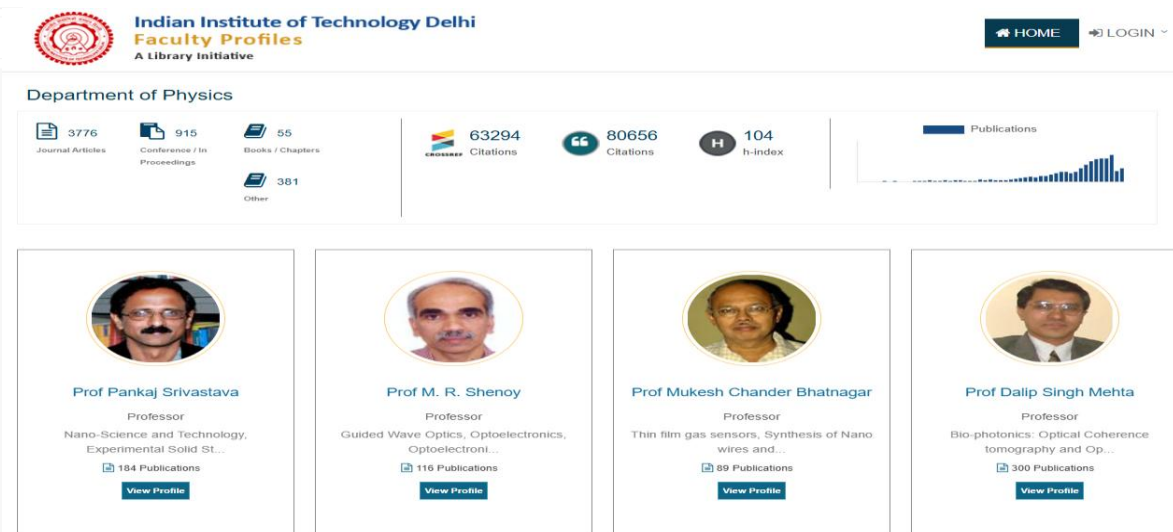 Indian Institute of Technology Delhi
Faculty Profiles
A Library Initiative
HOME
LOGIN
Department of Physics
3776
Journal Articles
915
Conference / In
Proceedings
55
Books / Chapters
381
Other
CROSSREF
63294
Citations
80656
Citations
H
104
h-index
Publications
Prof Pankaj Srivastava
Professor
Nano-Science and Technology,
Experimental Solid St...
184 Publications
View Profile
Prof M. R. Shenoy
Professor
Guided Wave Optics, Optoelectronics,
Optoelectroni...
116 Publications
View Profile
Prof Mukesh Chander Bhatnagar
Professor
Thin film gas sensors, Synthesis of Nano
wires and...
89 Publications
View Profile
Prof Dalip Singh Mehta
Professor
Bio-photonics: Optical Coherence
tomography and Op...
300 Publications
View Profile